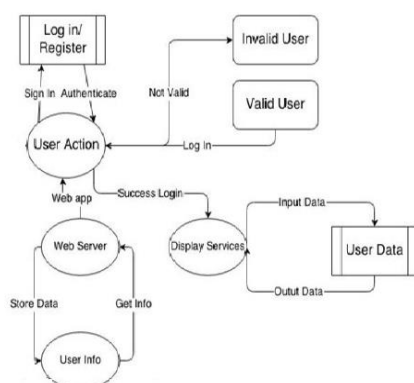 Log in/
Register
Invalid User
Sign In Authenticate
Not Valid
Valid User
User Action
Log In
Web app
Success Login
Input Data
Web Server
Display Services
User Data
Store Data
Get Info
Outut Data
User Info